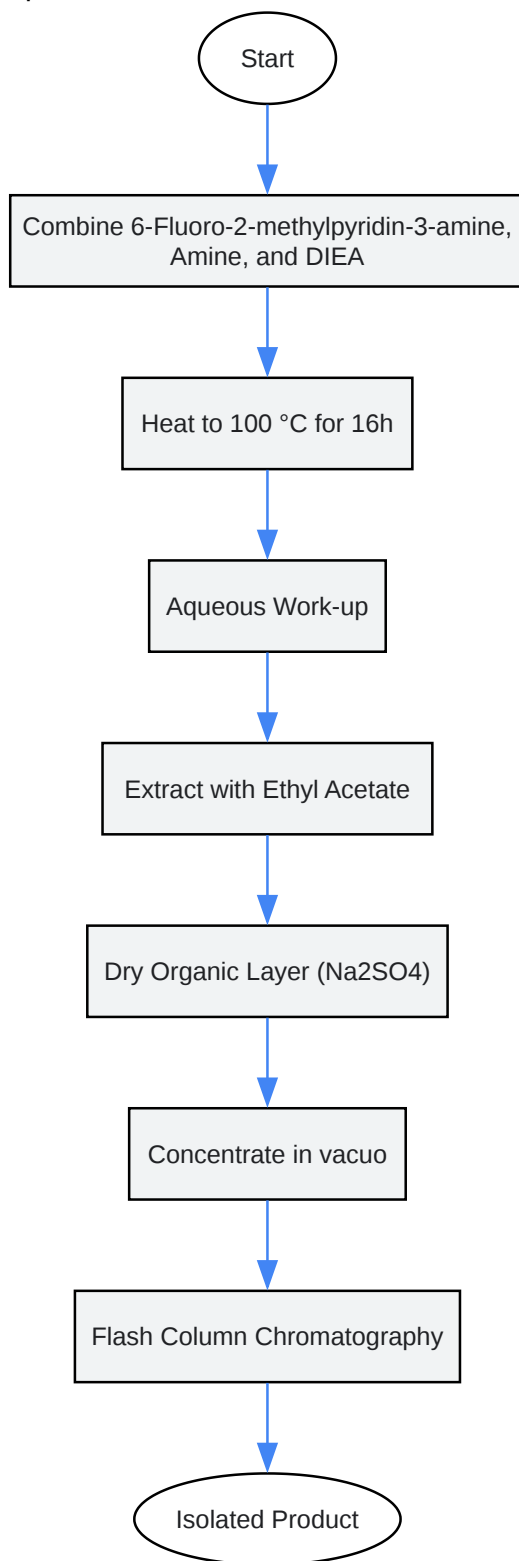 Start
Combine 6-Fluoro-2-methylpyridin-3-amine,
Amine, and DIEA
Heat to 100 °C for 16h
Aqueous Work-up
Extract with Ethyl Acetate
Dry Organic Layer (Na2SO4)
Concentrate in vacuo
Flash Column Chromatography
Isolated Product